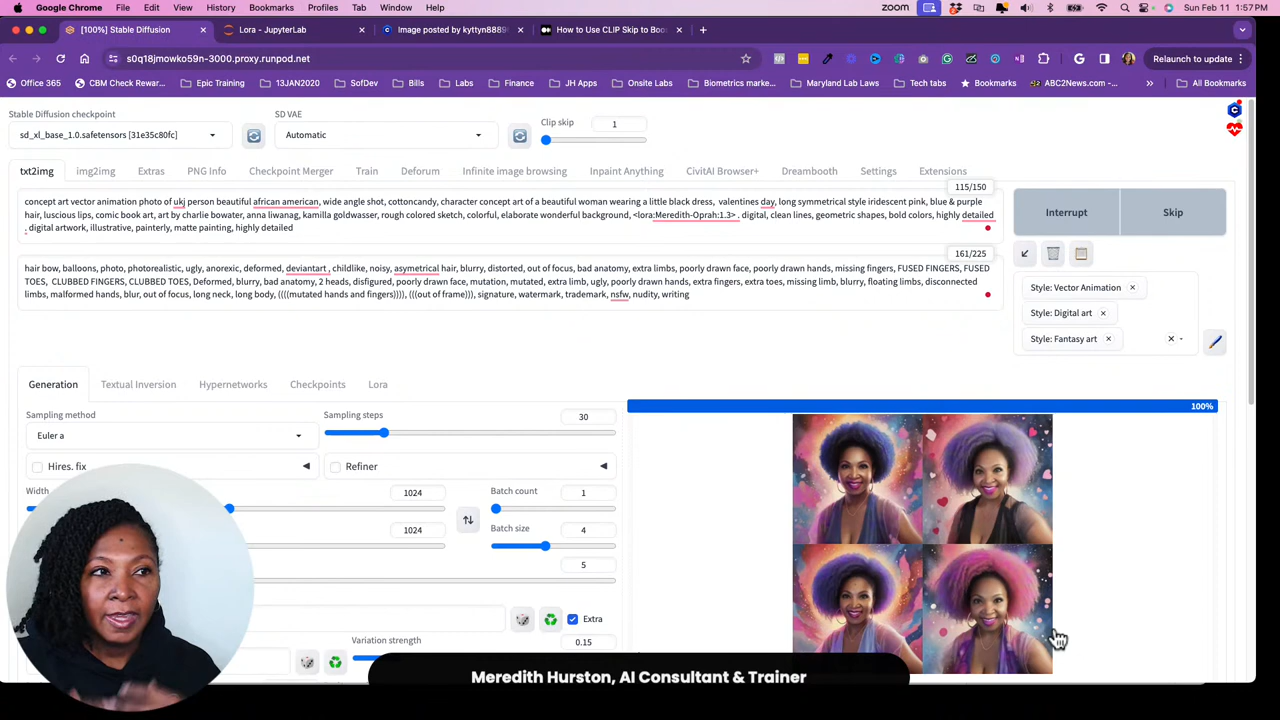 Google Chrome File Edit View History Bookmarks Profiles Tab Window Help zoom Sun Feb 11 1:57 PM
[100%] Stable Diffusion Lora - JupyterLab Image posted by kyttyn8889 How to Use CLIP Skip to Boo
s0q18jmowko59n-3000.proxy.runpod.net Relaunch to update
Office 365 CBM Check Rewar... Epic Training 13JAN2020 SofDev Bills Labs Finance JH Apps Onsite Labs Biometrics market... Maryland Lab Laws Tech tabs Bookmarks ABC2News.com -... All Bookmarks
Stable Diffusion checkpoint SD VAE Clip skip 1
sd_xl_base_1.0.safetensors [31e35c80fc] Automatic
txt2img img2img Extras PNG Info Checkpoint Merger Train Deforum Infinite image browsing Inpaint Anything CivitAI Browser+ Dreambooth Settings Extensions
115/150
concept art vector animation photo of ukj person beautiful african american, wide angle shot, cottoncandy, character concept art of a beautiful woman wearing a little black dress, valentines day, long symmetrical style iridescent pink, blue & purple
hair, luscious lips, comic book art, art by charlie bowater, anna liwanag, kamilla goldwasser, rough colored sketch, colorful, elaborate wonderful background, <lora:Meredith-Oprah:1.3> . digital, clean lines, geometric shapes, bold colors, highly detailed
. digital artwork, illustrative, painterly, matte painting, highly detailed
Interrupt Skip
161/225
hair bow, balloons, photo, photorealistic, ugly, anorexic, deformed, deviantart , childlike, noisy, asymetrical hair, blurry, distorted, out of focus, bad anatomy, extra limbs, poorly drawn face, poorly drawn hands, missing fingers, FUSED FINGERS, FUSED
TOES, CLUBBED FINGERS, CLUBBED TOES, Deformed, blurry, bad anatomy, 2 heads, disfigured, poorly drawn face, mutation, mutated, extra limb, ugly, poorly drawn hands, extra fingers, extra toes, missing limb, blurry, floating limbs, disconnected
limbs, malformed hands, blur, out of focus, long neck, long body, ((((mutated hands and fingers)))), (((out of frame))), signature, watermark, trademark, nsfw, nudity, writing
Style: Vector Animation
Style: Digital art
Style: Fantasy art
Generation Textual Inversion Hypernetworks Checkpoints Lora
100%
Sampling method Sampling steps 30
Euler a
Hires. fix Refiner
Width 1024 Batch count 1
1024 Batch size 4
5
Extra
Variation strength 0.15
Meredith Hurston, AI Consultant & Trainer